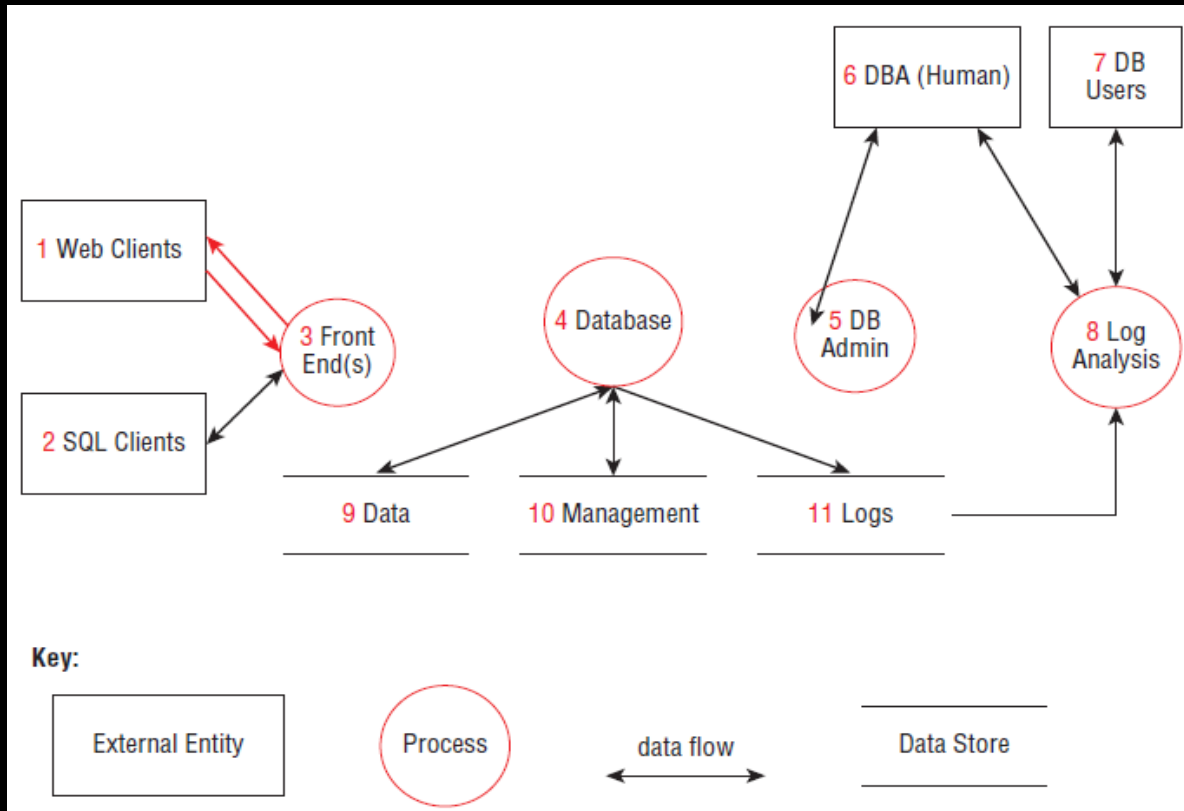 6 DBA (Human)
7 DB
Users
1 Web Clients
3 Front
End(s)
4 Database
5 DB
Admin
8 Log
Analysis
2 SQL Clients
9 Data
10 Management
11 Logs
Key:
External Entity
Process
data flow
Data Store